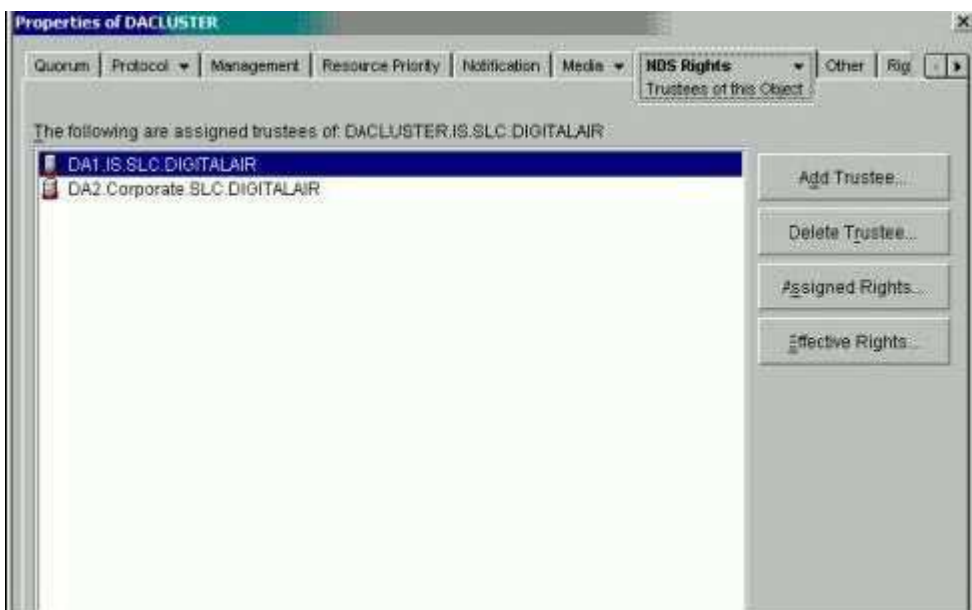 Properties of DACLUSTER
Quorum Protocol Management Resource Priority Notification Media NDS Rights Other Rig
Trustees of this Object
The following are assigned trustees of: DACLUSTER.IS.SLC.DIGITALAIR
DA1.IS.SLC.DIGITALAIR
DA2.Corporate.SLC.DIGITALAIR
Add Trustee...
Delete Trustee...
Assigned Rights...
Effective Rights...